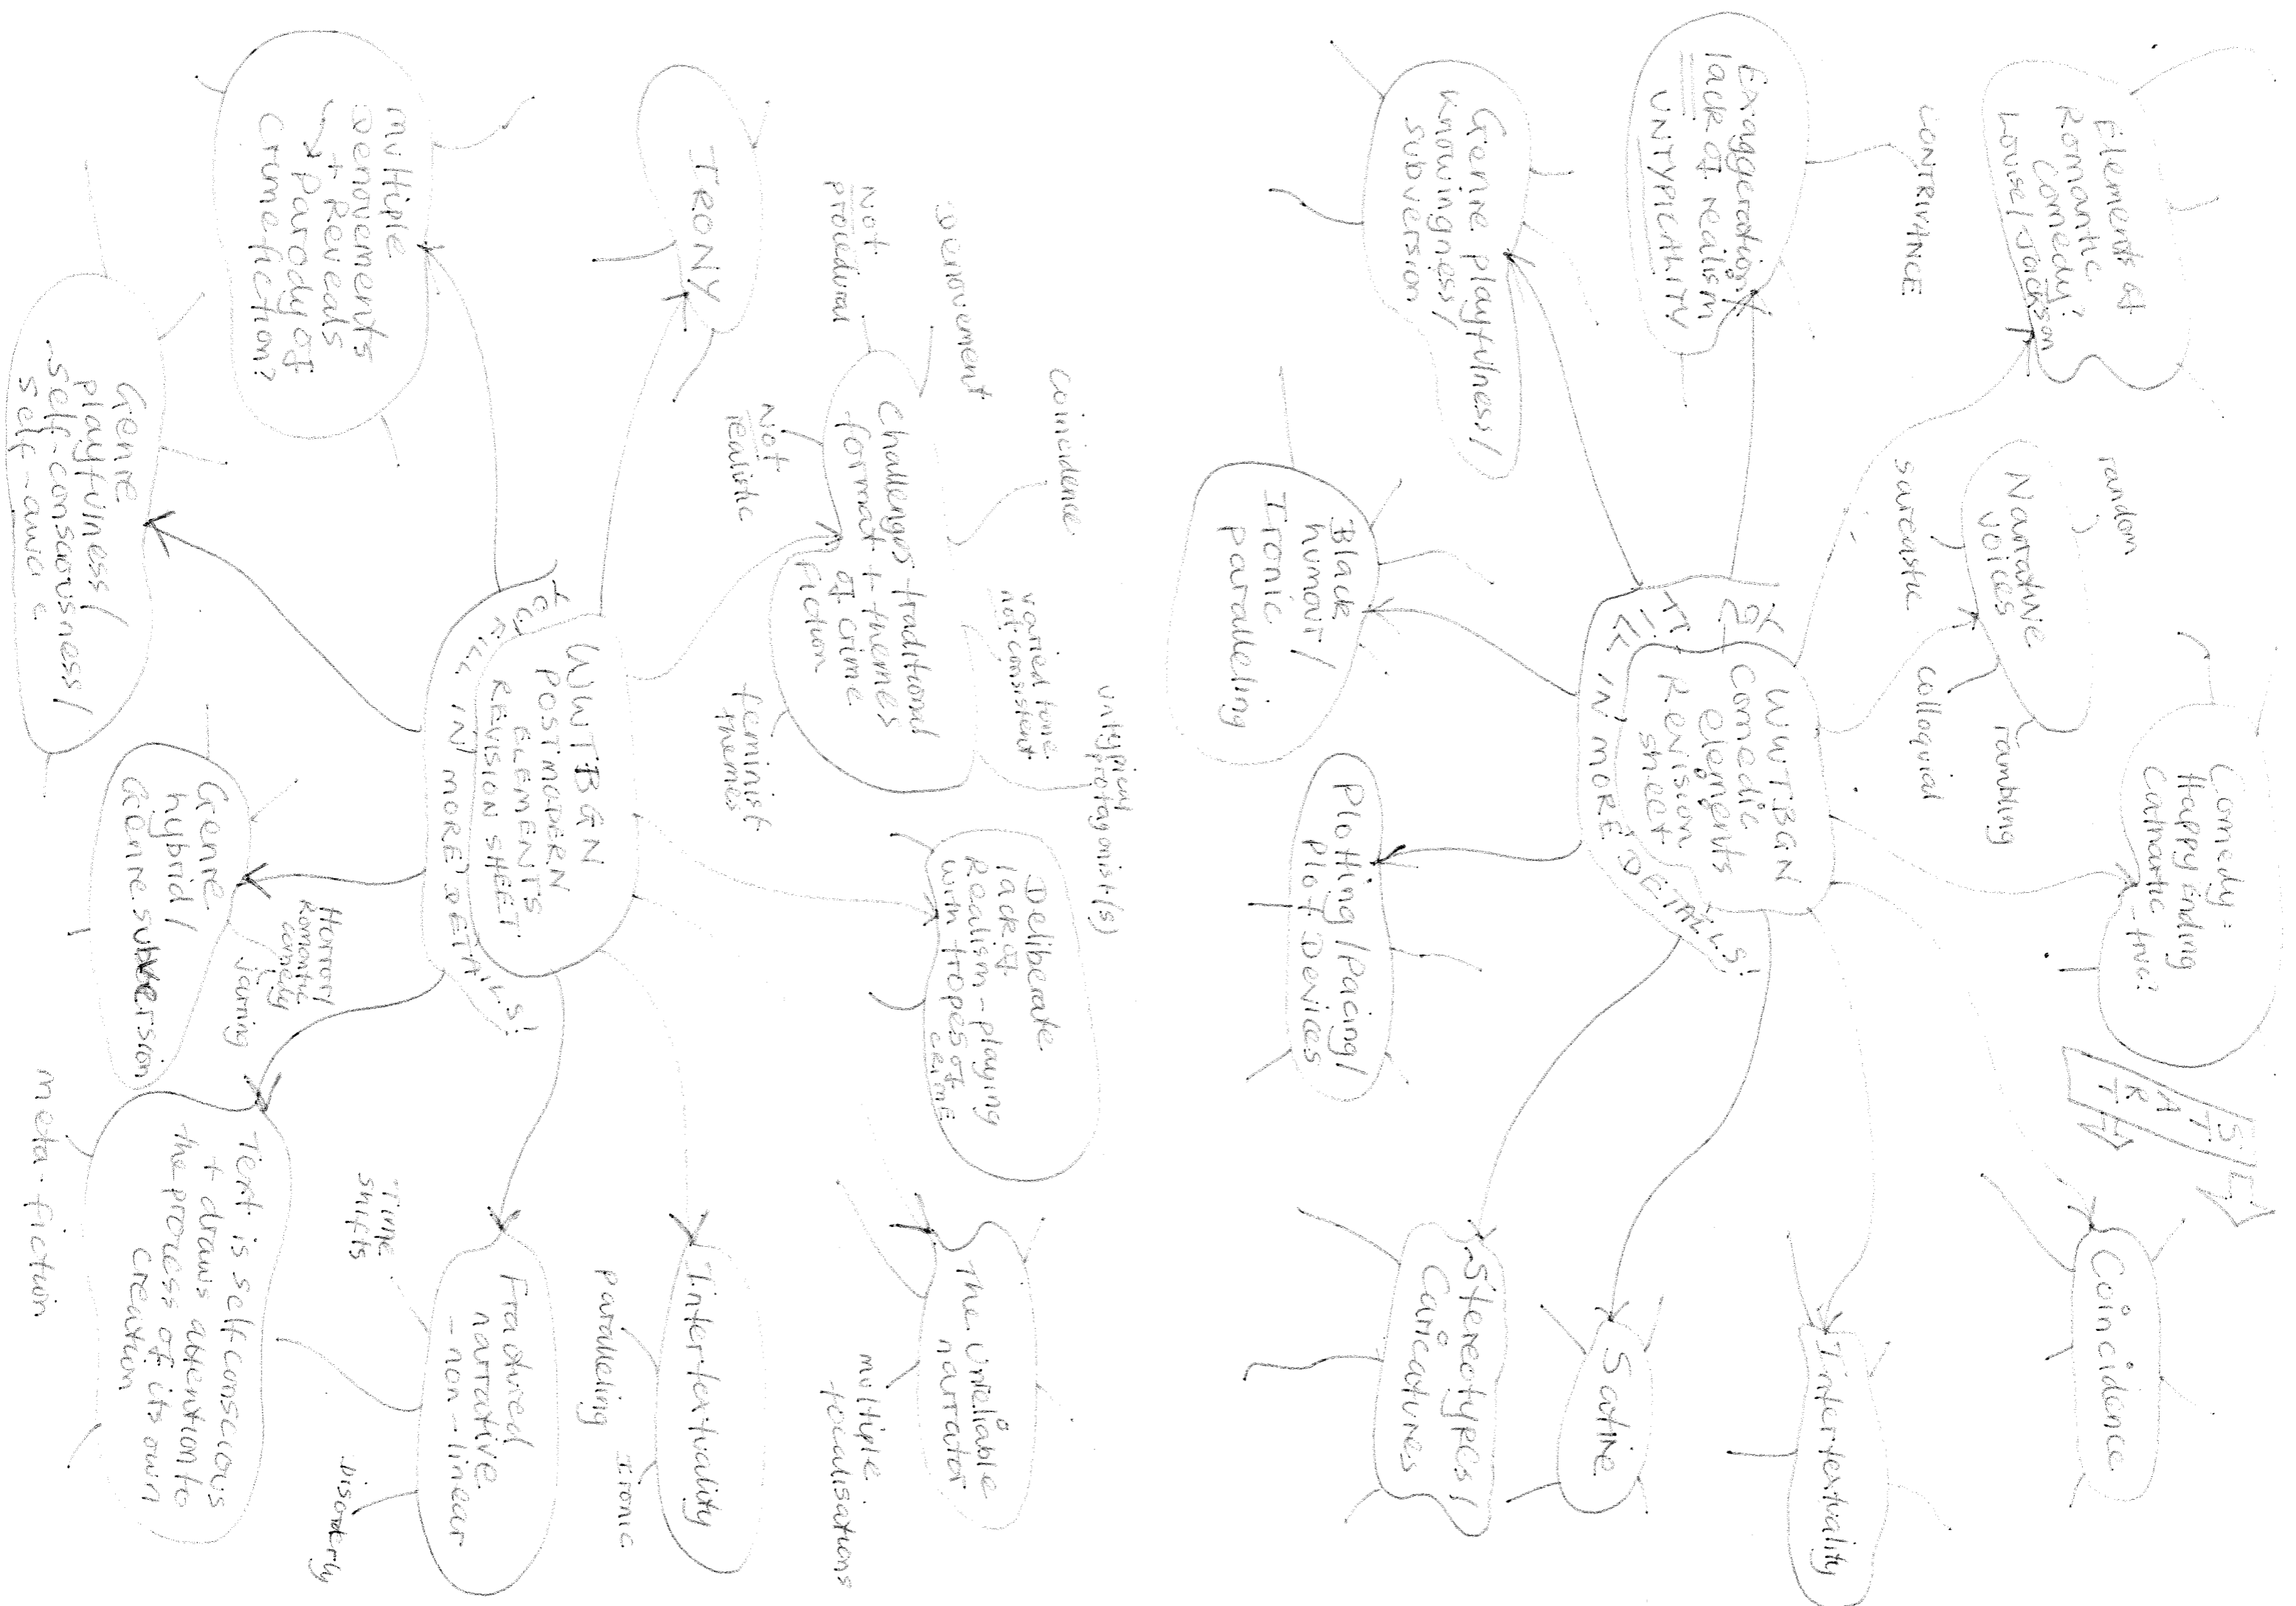 Elements of
Romantic
Comedy?
Louise/Jackson
CONTRIVANCE
Exaggeration
lack of realism
UNTYPICALITY
Genre playfulness/
knowingness/
subversion
random
Narrative
voices
sarcastic
colloquial
rambling
Black
humour/
Ironic
paralleling
Comedy:
Happy Ending
Cathartic
- true?
WWTBGN
Comedic
elements
Revision
sheet
FILL IN MORE DETAILS!
Plotting/Pacing/
Plot Devices
START
Coincidence
Intertextuality
Satire
Stereotypes/
Caricatures
Denouement
Not
procedural
Coincidence
IRONY
Challenges traditional
format + themes
of crime
fiction
Not
realistic
varied tone
not consistent
untypical
protagonist(s)
feminist
themes
multiple
Denouements
+ Reveals
→ Parody of
crime fiction?
Genre
playfulness/
self-consciousness/
self-aware
WWTBGN
POSTMODERN
ELEMENTS
REVISION SHEET.
FILL IN MORE DETAILS!
Deliberate
lack of
Realism - playing
with tropes of
CRIME
Genre
hybrid/
Genre subversion
Horror/
Romantic
comedy
Jarring
The unreliable
narrator
multiple
focalisations
Intertextuality
Paralleling
Ironic
Fractured
narrative
- non-linear
Time
shifts
Disorderly
Text is self conscious
+ draws attention to
the process of its own
creation
meta-fiction